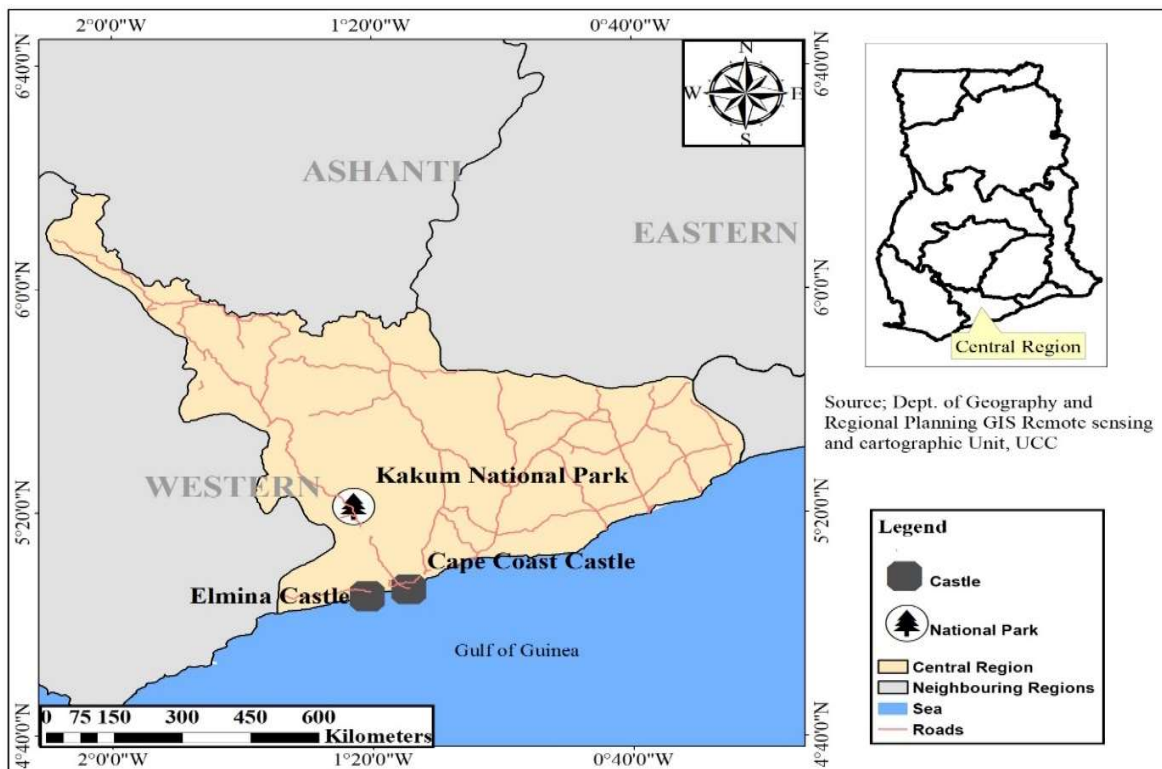 2°0'0"W 1°20'0"W 0°40'0"W
6°40'0"N
6°0'0"N
5°20'0"N
4°40'0"N
N
W E
S
6°40'0"N
6°0'0"N
5°20'0"N
4°40'0"N
ASHANTI
EASTERN
WESTERN
Kakum National Park
Cape Coast Castle
Elmina Castle
Gulf of Guinea
0 75 150 300 450 600
Kilometers
2°0'0"W 1°20'0"W 0°40'0"W
Central Region
Source; Dept. of Geography and
Regional Planning GIS Remote sensing
and cartographic Unit, UCC
Legend
Castle
National Park
Central Region
Neighbouring Regions
Sea
Roads